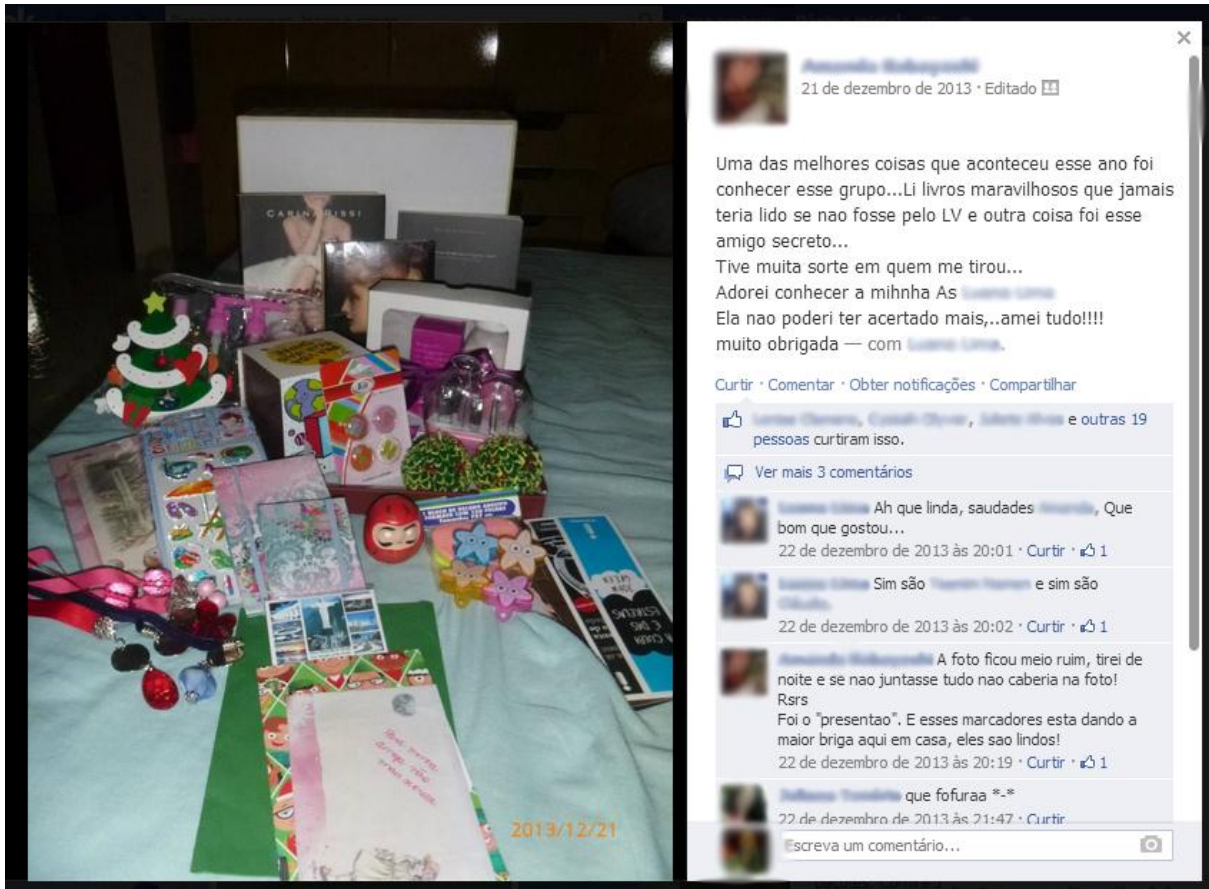 CARINA RISSI
2013/12/21
21 de dezembro de 2013 · Editado
Uma das melhores coisas que aconteceu esse ano foi
conhecer esse grupo...Li livros maravilhosos que jamais
teria lido se nao fosse pelo LV e outra coisa foi esse
amigo secreto...
Tive muita sorte em quem me tirou...
Adorei conhecer a mihnha As
Ela nao poderi ter acertado mais,..amei tudo!!!!
muito obrigada — com
Curtir · Comentar · Obter notificações · Compartilhar
, , e outras 19
pessoas curtiram isso.
Ver mais 3 comentários
Ah que linda, saudades , Que
bom que gostou...
22 de dezembro de 2013 às 20:01 · Curtir · 1
Sim são e sim são
22 de dezembro de 2013 às 20:02 · Curtir · 1
A foto ficou meio ruim, tirei de
noite e se nao juntasse tudo nao caberia na foto!
Rsrs
Foi o "presentao". E esses marcadores esta dando a
maior briga aqui em casa, eles sao lindos!
22 de dezembro de 2013 às 20:19 · Curtir · 1
que fofuraa *-*
22 de dezembro de 2013 às 21:47 · Curtir
Escreva um comentário...